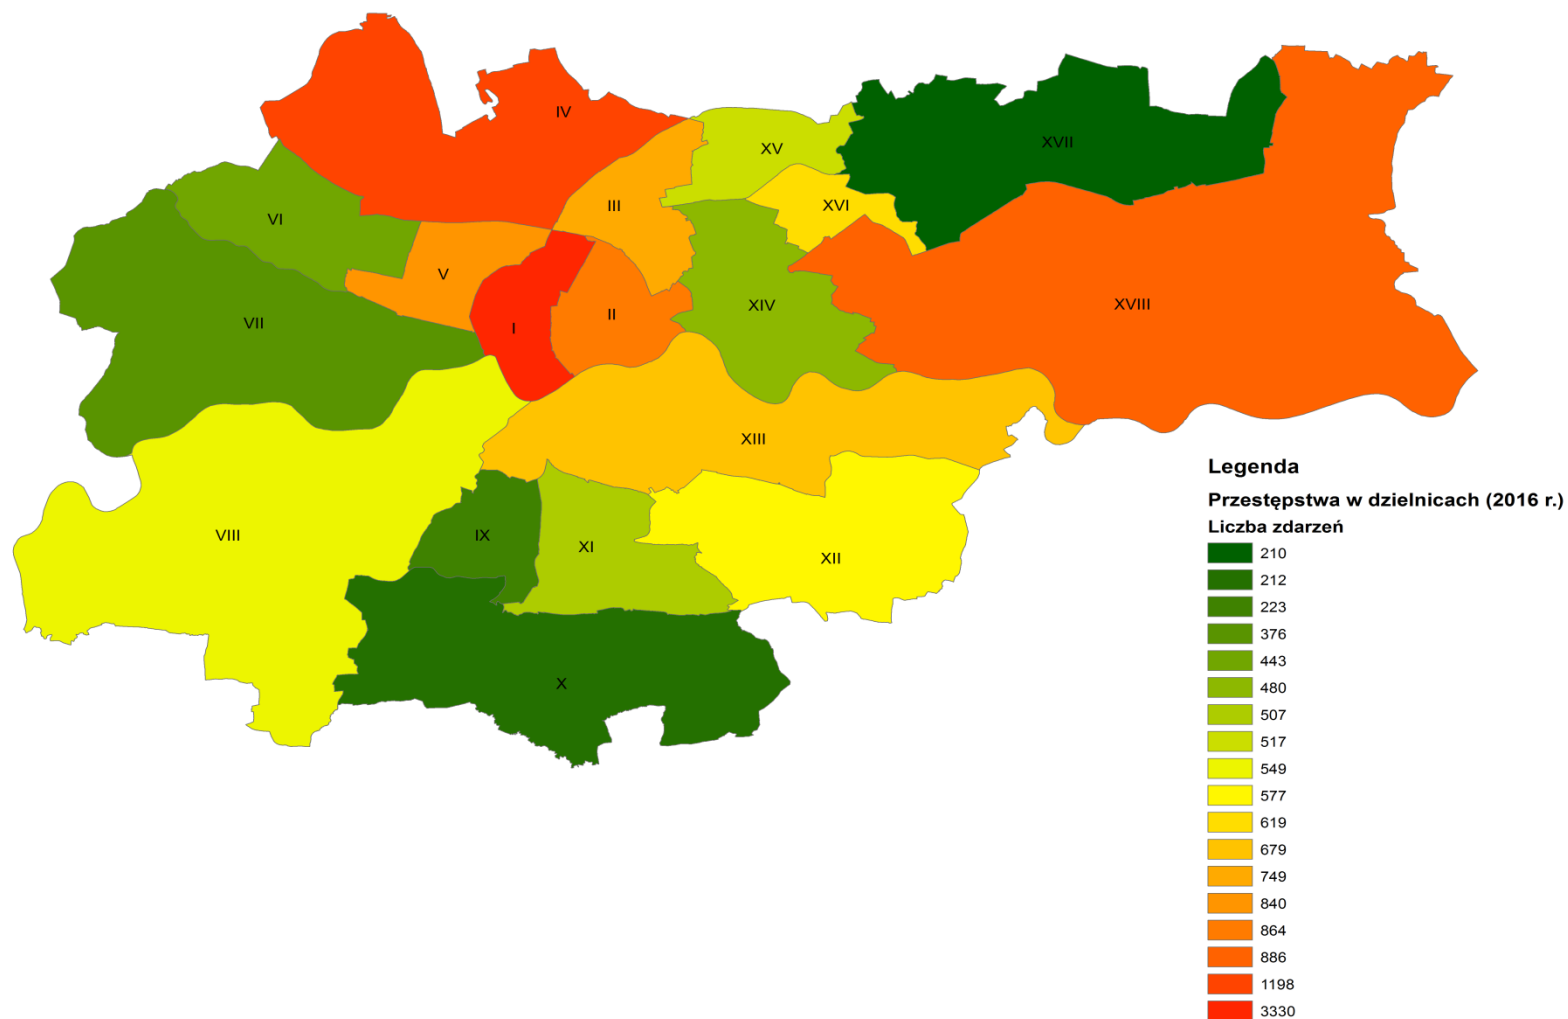 IV
XV
XVII
III
XVI
VI
V
XIV
XVIII
VII
I
II
XIII
VIII
IX
XI
XII
X
Legenda
Przestępstwa w dzielnicach (2016 r.)
Liczba zdarzeń
210
212
223
376
443
480
507
517
549
577
619
679
749
840
864
886
1198
3330